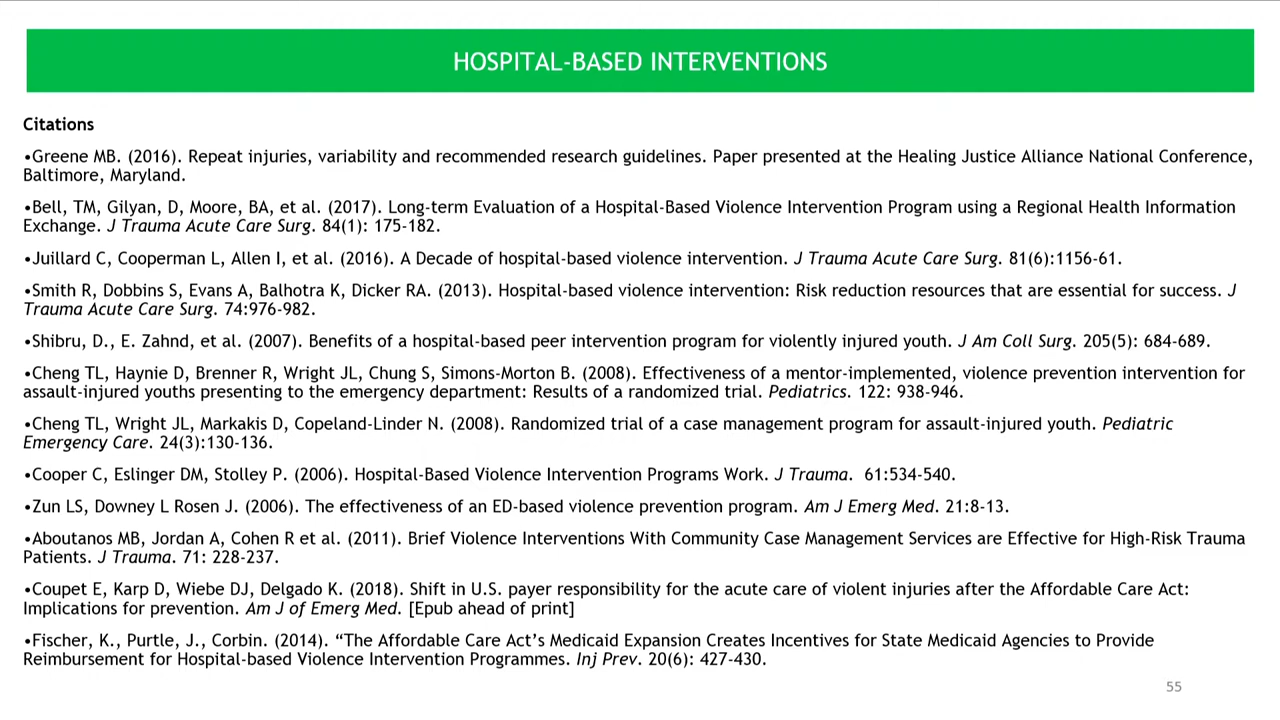 HOSPITAL-BASED INTERVENTIONS
Citations
•Greene MB. (2016). Repeat injuries, variability and recommended research guidelines. Paper presented at the Healing Justice Alliance National Conference,
Baltimore, Maryland.
•Bell, TM, Gilyan, D, Moore, BA, et al. (2017). Long-term Evaluation of a Hospital-Based Violence Intervention Program using a Regional Health Information
Exchange. J Trauma Acute Care Surg. 84(1): 175-182.
•Juillard C, Cooperman L, Allen I, et al. (2016). A Decade of hospital-based violence intervention. J Trauma Acute Care Surg. 81(6):1156-61.
•Smith R, Dobbins S, Evans A, Balhotra K, Dicker RA. (2013). Hospital-based violence intervention: Risk reduction resources that are essential for success. J
Trauma Acute Care Surg. 74:976-982.
•Shibru, D., E. Zahnd, et al. (2007). Benefits of a hospital-based peer intervention program for violently injured youth. J Am Coll Surg. 205(5): 684-689.
•Cheng TL, Haynie D, Brenner R, Wright JL, Chung S, Simons-Morton B. (2008). Effectiveness of a mentor-implemented, violence prevention intervention for
assault-injured youths presenting to the emergency department: Results of a randomized trial. Pediatrics. 122: 938-946.
•Cheng TL, Wright JL, Markakis D, Copeland-Linder N. (2008). Randomized trial of a case management program for assault-injured youth. Pediatric
Emergency Care. 24(3):130-136.
•Cooper C, Eslinger DM, Stolley P. (2006). Hospital-Based Violence Intervention Programs Work. J Trauma.  61:534-540.
•Zun LS, Downey L Rosen J. (2006). The effectiveness of an ED-based violence prevention program. Am J Emerg Med. 21:8-13.
•Aboutanos MB, Jordan A, Cohen R et al. (2011). Brief Violence Interventions With Community Case Management Services are Effective for High-Risk Trauma
Patients. J Trauma. 71: 228-237.
•Coupet E, Karp D, Wiebe DJ, Delgado K. (2018). Shift in U.S. payer responsibility for the acute care of violent injuries after the Affordable Care Act:
Implications for prevention. Am J of Emerg Med. [Epub ahead of print]
•Fischer, K., Purtle, J., Corbin. (2014). “The Affordable Care Act’s Medicaid Expansion Creates Incentives for State Medicaid Agencies to Provide
Reimbursement for Hospital-based Violence Intervention Programmes. Inj Prev. 20(6): 427-430.
55